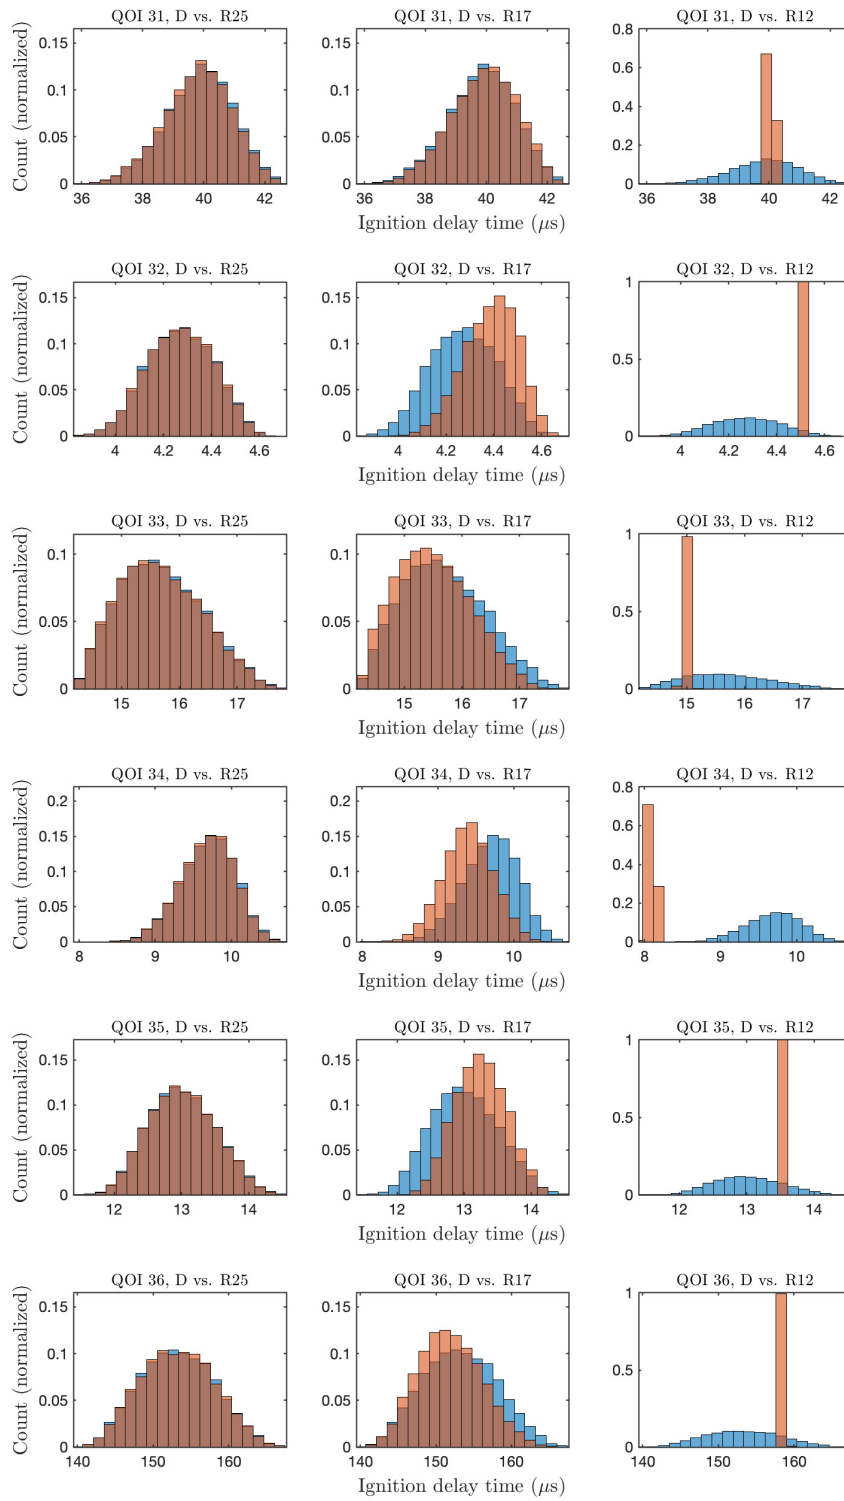 QOI 31, D vs. R25 QOI 31, D vs. R17 QOI 31, D vs. R12
Count (normalized)
0.15 0.15 0.8
0.1 0.1 0.6
0.4
0.05 0.05 0.2
0 0 0
36 38 40 42 36 38 40 42 36 38 40 42
Ignition delay time (μs)
QOI 32, D vs. R25 QOI 32, D vs. R17 QOI 32, D vs. R12
Count (normalized)
0.15 0.15 1
0.1 0.1 0.5
0.05 0.05
0 0 0
4 4.2 4.4 4.6 4 4.2 4.4 4.6 4 4.2 4.4 4.6
Ignition delay time (μs)
QOI 33, D vs. R25 QOI 33, D vs. R17 QOI 33, D vs. R12
Count (normalized)
0.1 0.1 1
0.05 0.05 0.5
0 0 0
15 16 17 15 16 17 15 16 17
Ignition delay time (μs)
QOI 34, D vs. R25 QOI 34, D vs. R17 QOI 34, D vs. R12
Count (normalized)
0.2 0.2 0.8
0.15 0.15 0.6
0.1 0.1 0.4
0.05 0.05 0.2
0 0 0
8 9 10 8 9 10 8 9 10
Ignition delay time (μs)
QOI 35, D vs. R25 QOI 35, D vs. R17 QOI 35, D vs. R12
Count (normalized)
0.15 0.15 1
0.1 0.1 0.5
0.05 0.05
0 0 0
12 13 14 12 13 14 12 13 14
Ignition delay time (μs)
QOI 36, D vs. R25 QOI 36, D vs. R17 QOI 36, D vs. R12
Count (normalized)
0.15 0.15 1
0.1 0.1 0.5
0.05 0.05
0 0 0
140 150 160 140 150 160 140 150 160
Ignition delay time (μs)